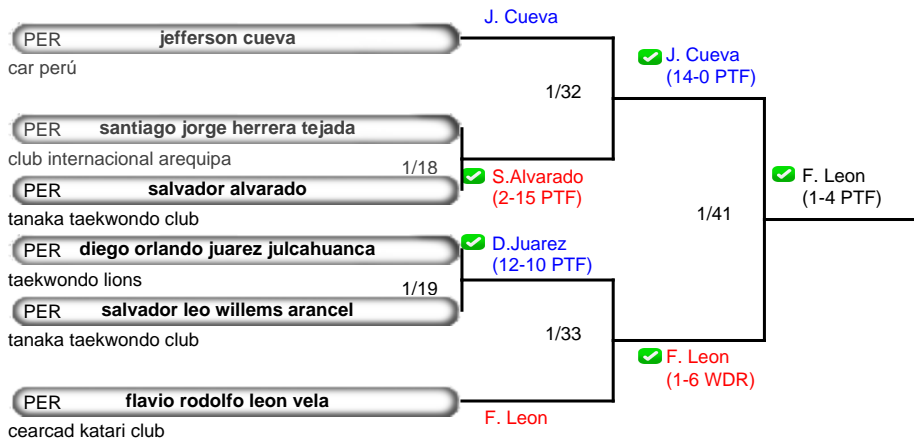 J. Cueva
PER jefferson cueva
car perú
J. Cueva
(14-0 PTF)
1/32
PER santiago jorge herrera tejada
club internacional arequipa
1/18
PER salvador alvarado
S.Alvarado
(2-15 PTF)
tanaka taekwondo club
F. Leon
(1-4 PTF)
1/41
PER diego orlando juarez julcahuanca
D.Juarez
(12-10 PTF)
taekwondo lions
1/19
PER salvador leo willems arancel
tanaka taekwondo club
1/33
F. Leon
(1-6 WDR)
PER flavio rodolfo leon vela
F. Leon
cearcad katari club